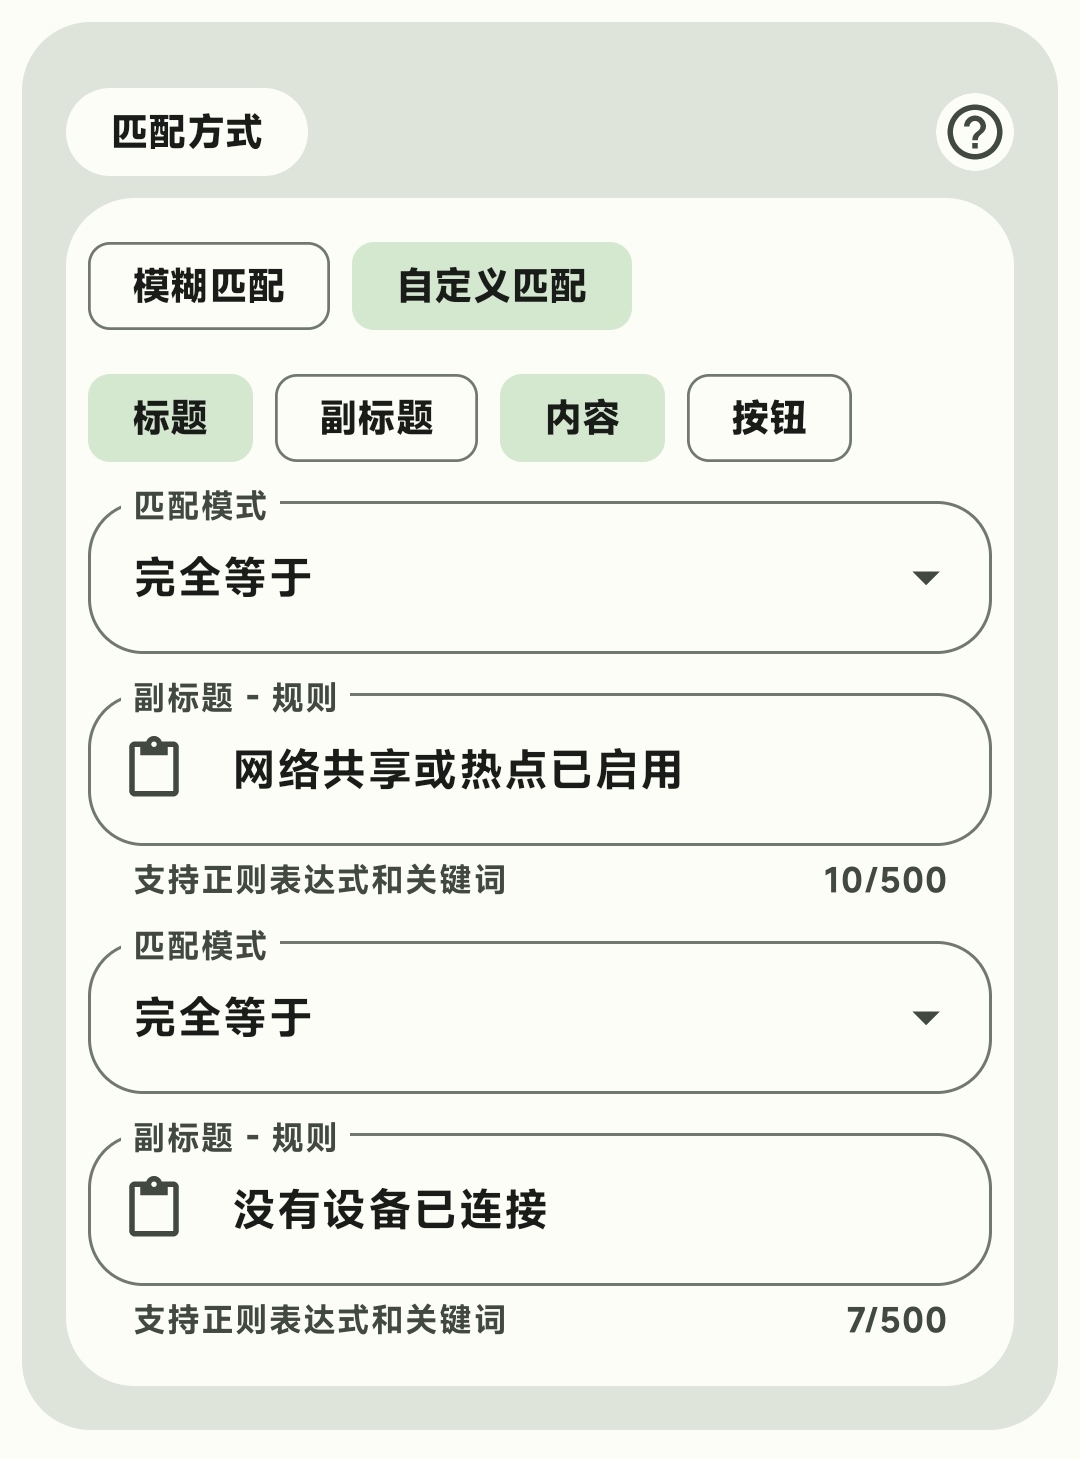 匹配方式
模糊匹配 自定义匹配
标题 副标题 内容 按钮
匹配模式
完全等于
副标题 - 规则
网络共享或热点已启用
支持正则表达式和关键词 10/500
匹配模式
完全等于
副标题 - 规则
没有设备已连接
支持正则表达式和关键词 7/500